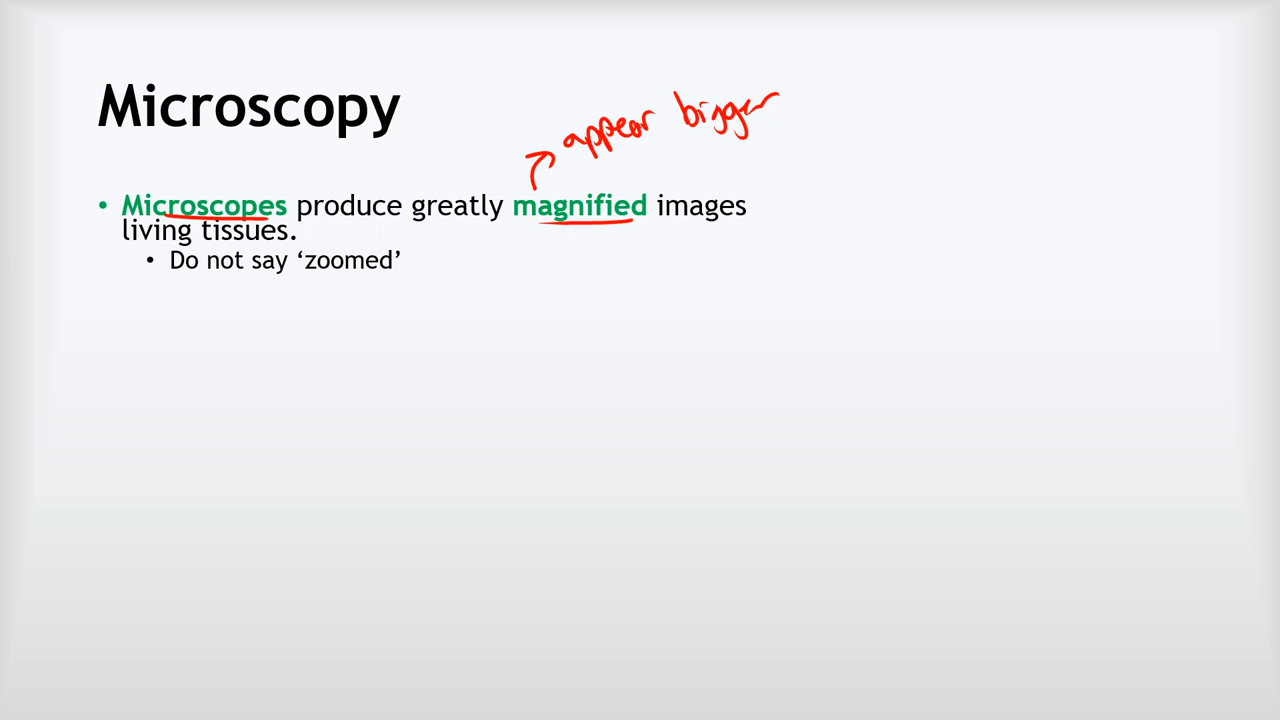 Microscopy
appear bigger
• Microscopes produce greatly magnified images
living tissues.
• Do not say ‘zoomed’